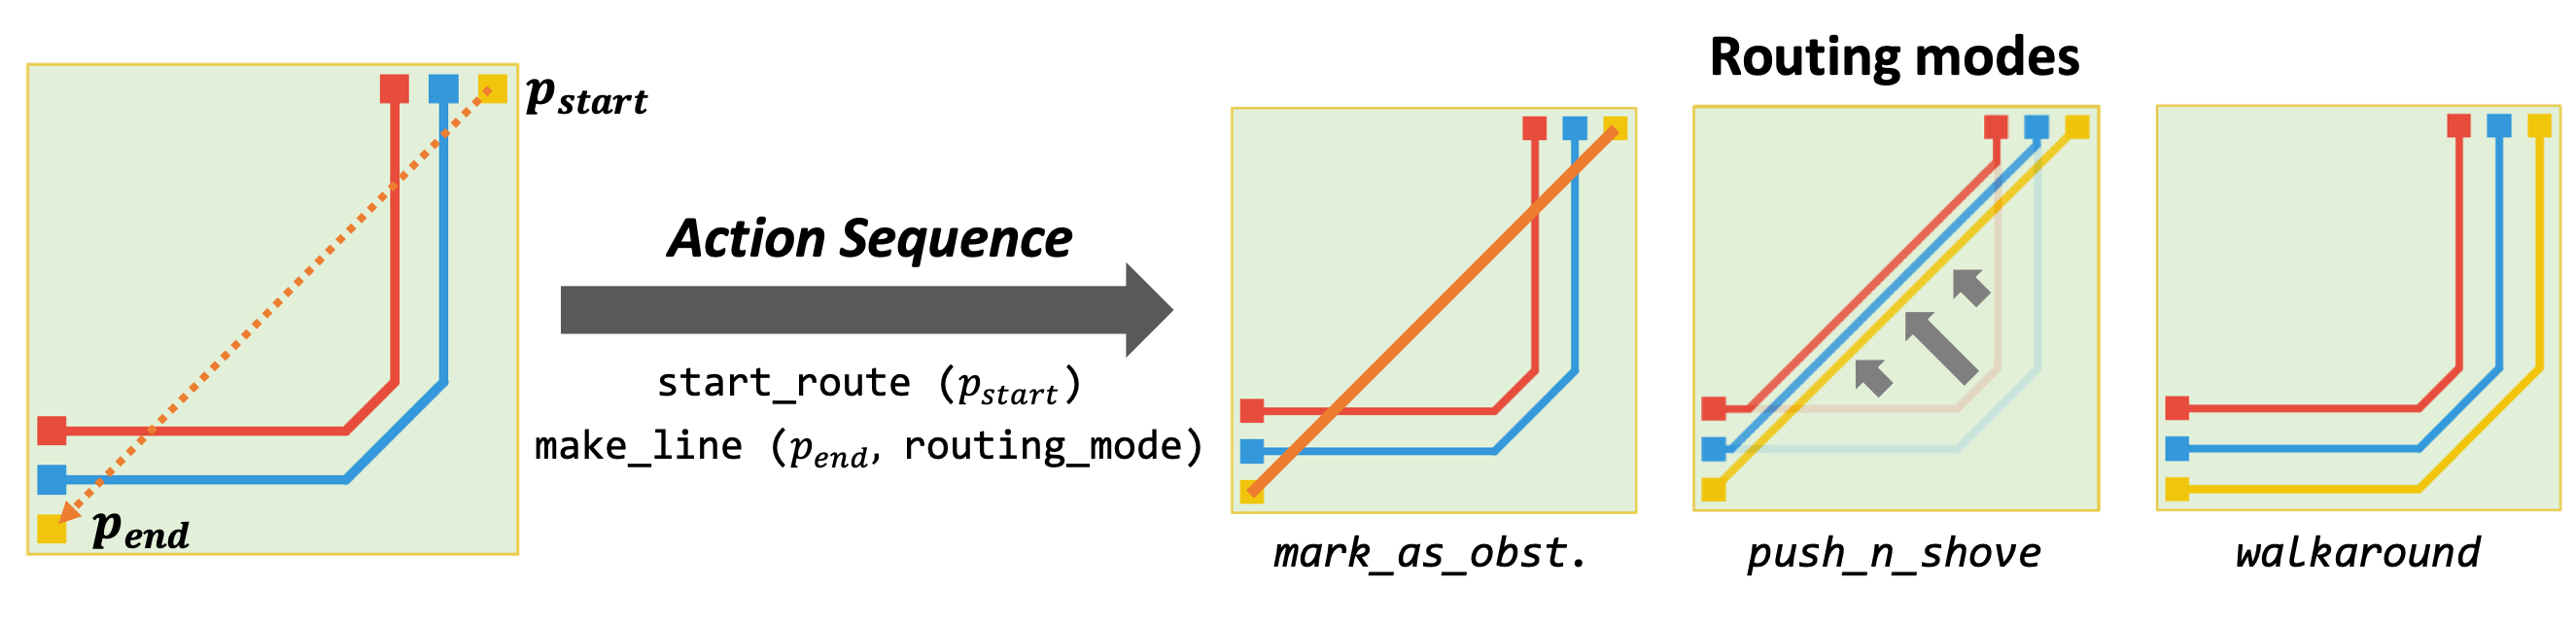 Routing modes
p_start
Action Sequence
start_route (p_start)
make_line (p_end, routing_mode)
p_end
mark_as_obst.
push_n_shove
walkaround